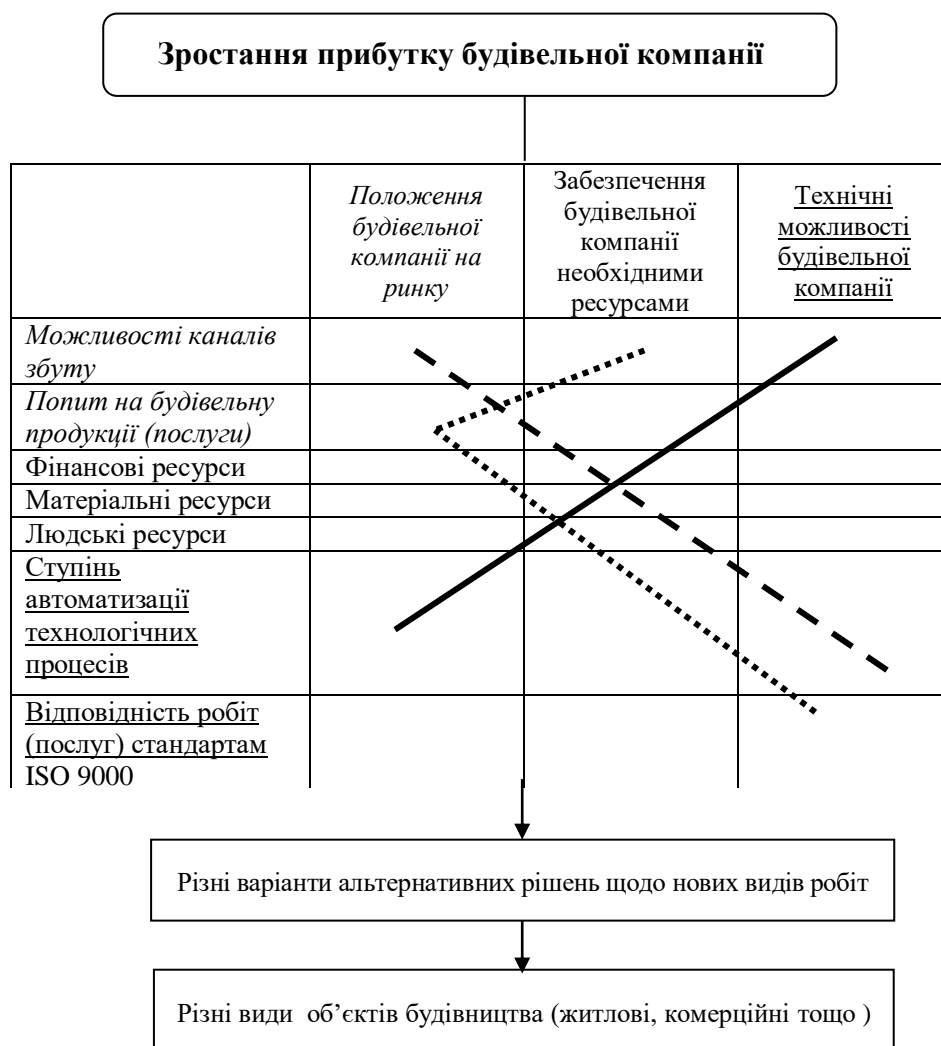 Зростання прибутку будівельної компанії
Положення
будівельної
компанії на
ринку
Забезпечення
будівельної
компанії
необхідними
ресурсами
Технічні
можливості
будівельної
компанії
Можливості каналів
збуту
Попит на будівельну
продукції (послуги)
Фінансові ресурси
Матеріальні ресурси
Людські ресурси
Ступінь
автоматизації
технологічних
процесів
Відповідність робіт
(послуг) стандартам
ISO 9000
Різні варіанти альтернативних рішень щодо нових видів робіт
Різні види об’єктів будівництва (житлові, комерційні тощо )